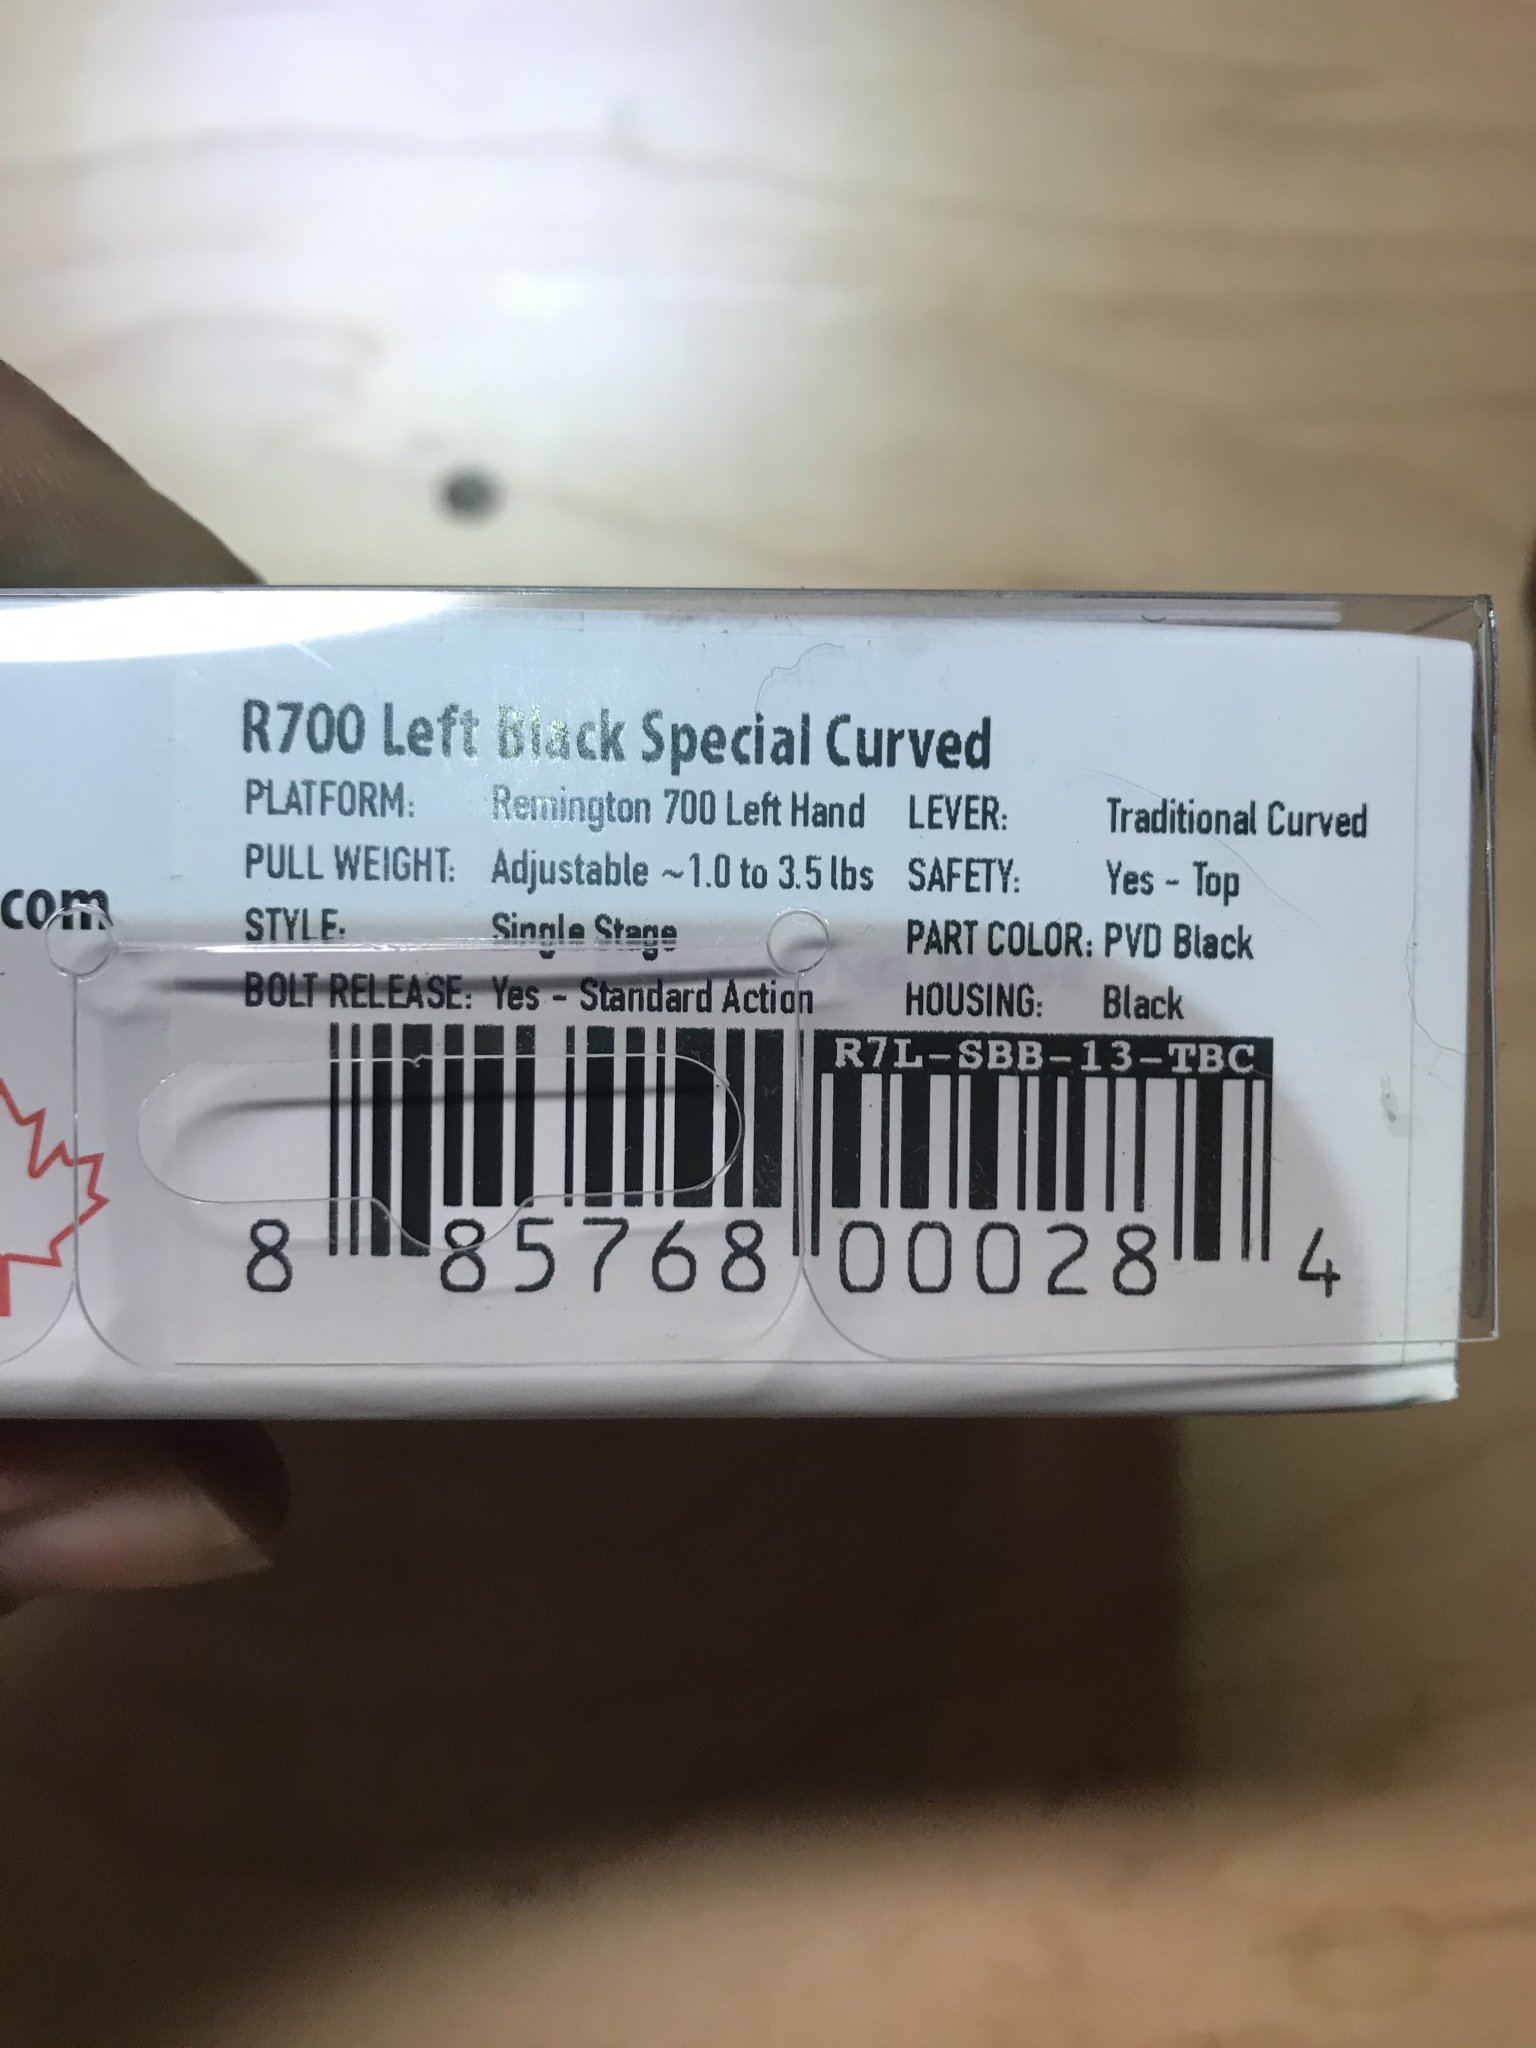 R700 Left Black Special Curved
PLATFORM: Remington 700 Left Hand LEVER: Traditional Curved
PULL WEIGHT: Adjustable ~1.0 to 3.5 lbs SAFETY: Yes - Top
com
STYLE: Single Stage PART COLOR: PVD Black
BOLT RELEASE: Yes - Standard Action HOUSING: Black
R7L-SBB-13-TBC
8 85768 00028 4